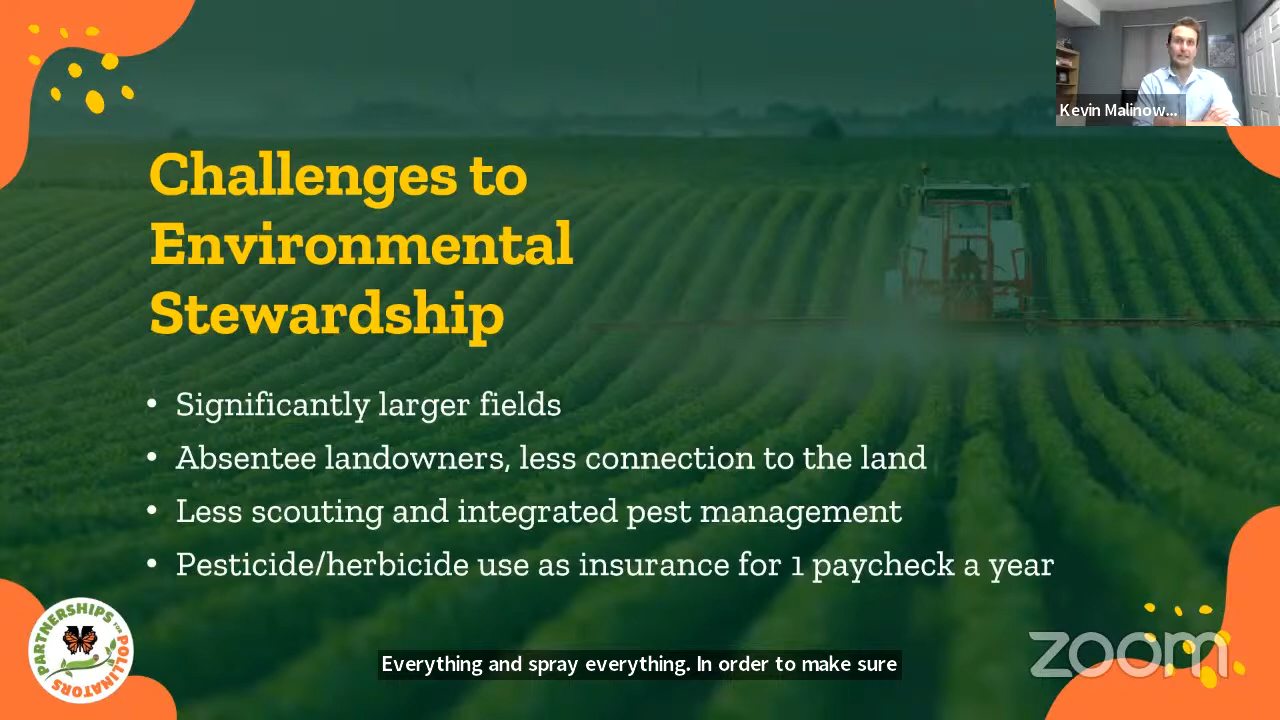 Kevin Malinow...
Challenges to
Environmental
Stewardship
• Significantly larger fields
• Absentee landowners, less connection to the land
• Less scouting and integrated pest management
• Pesticide/herbicide use as insurance for 1 paycheck a year
PARTNERSHIPS FOR POLLINATORS
Everything and spray everything. In order to make sure
zoom